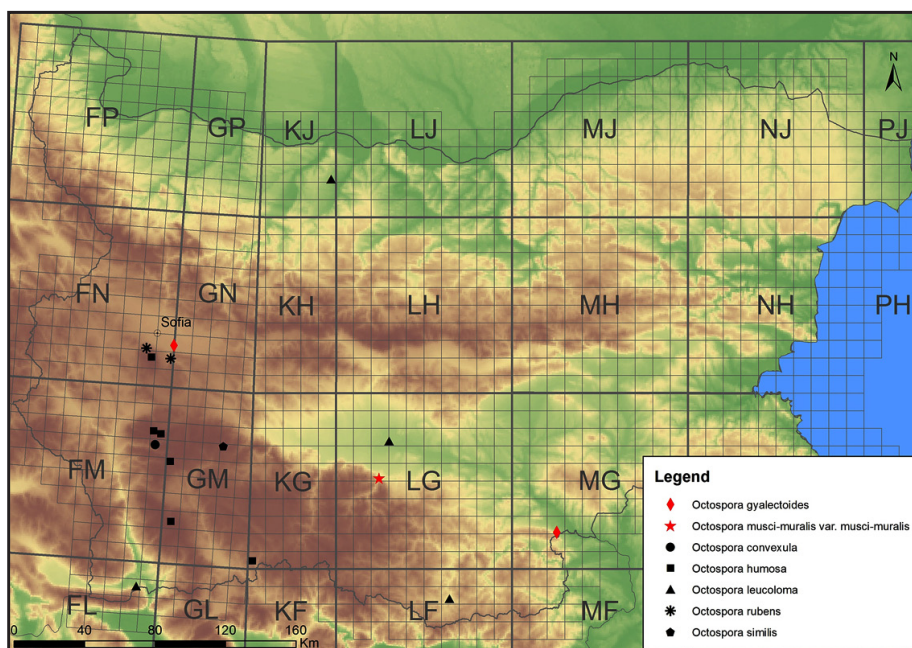 N
FP
GP
KJ
LJ
MJ
NJ
PJ
FN
GN
KH
LH
MH
NH
PH
Sofia
FM
GM
KG
LG
MG
FL
GL
KF
LF
MF
0 40 80 120 160
Km
Legend
Octospora gyalectoides
Octospora musci-muralis var. musci-muralis
Octospora convexula
Octospora humosa
Octospora leucoloma
Octospora rubens
Octospora similis